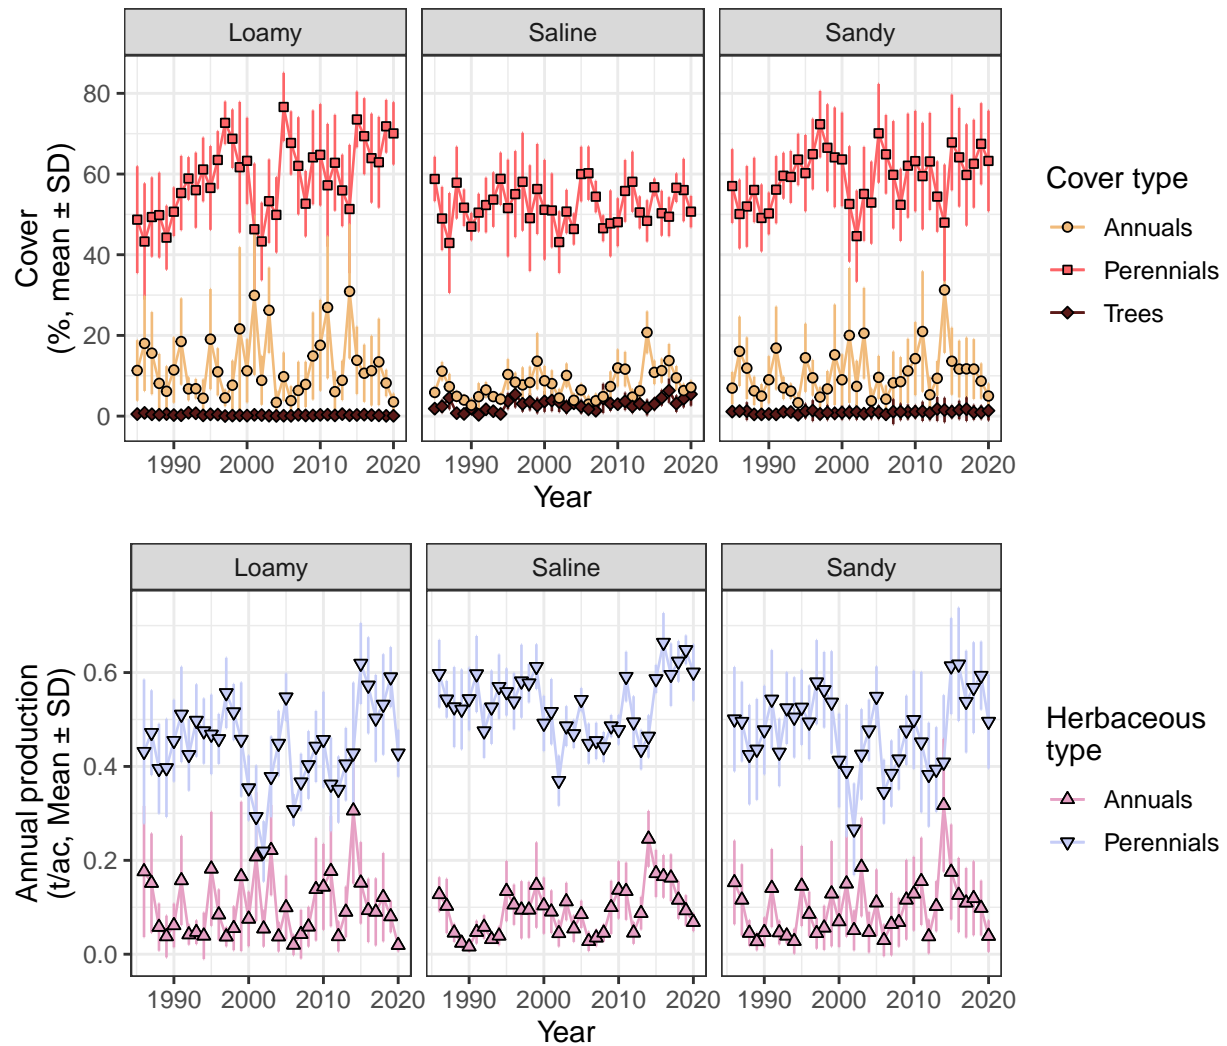 Loamy Saline Sandy
80
60
40
20
0
Cover
(%, mean ± SD)
1990 2000 2010 2020 1990 2000 2010 2020 1990 2000 2010 2020
Year
Cover type
Annuals
Perennials
Trees
Loamy Saline Sandy
0.6
0.4
0.2
0.0
Annual production
(t/ac, Mean ± SD)
1990 2000 2010 2020 1990 2000 2010 2020 1990 2000 2010 2020
Year
Herbaceous
type
Annuals
Perennials